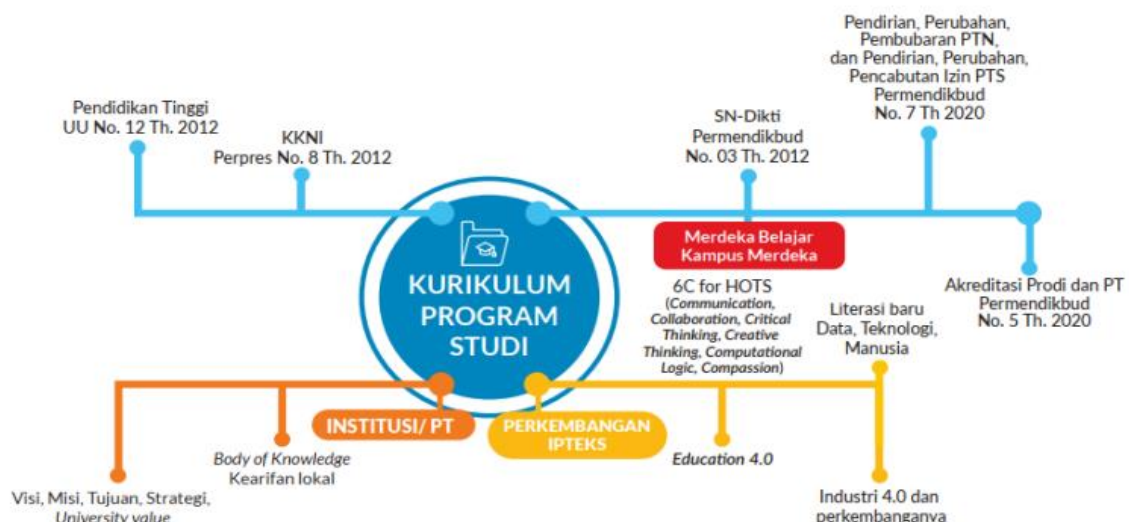 Pendirian, Perubahan,
Pembubaran PTN,
dan Pendirian, Perubahan,
Pencabutan Izin PTS
Permendikbud
No. 7 Th 2020
Pendidikan Tinggi
UU No. 12 Th. 2012
KKNI
Perpres No. 8 Th. 2012
SN-Dikti
Permendikbud
No. 03 Th. 2012
Merdeka Belajar
Kampus Merdeka
KURIKULUM
PROGRAM
STUDI
6C for HOTS
(Communication,
Collaboration, Critical
Thinking, Creative
Thinking, Computational
Logic, Compassion)
Literasi baru
Data, Teknologi,
Manusia
Akreditasi Prodi dan PT
Permendikbud
No. 5 Th. 2020
INSTITUSI/ PT
PERKEMBANGAN
IPTEKS
Body of Knowledge
Kearifan lokal
Education 4.0
Visi, Misi, Tujuan, Strategi,
University value
Industri 4.0 dan
perkembanganya